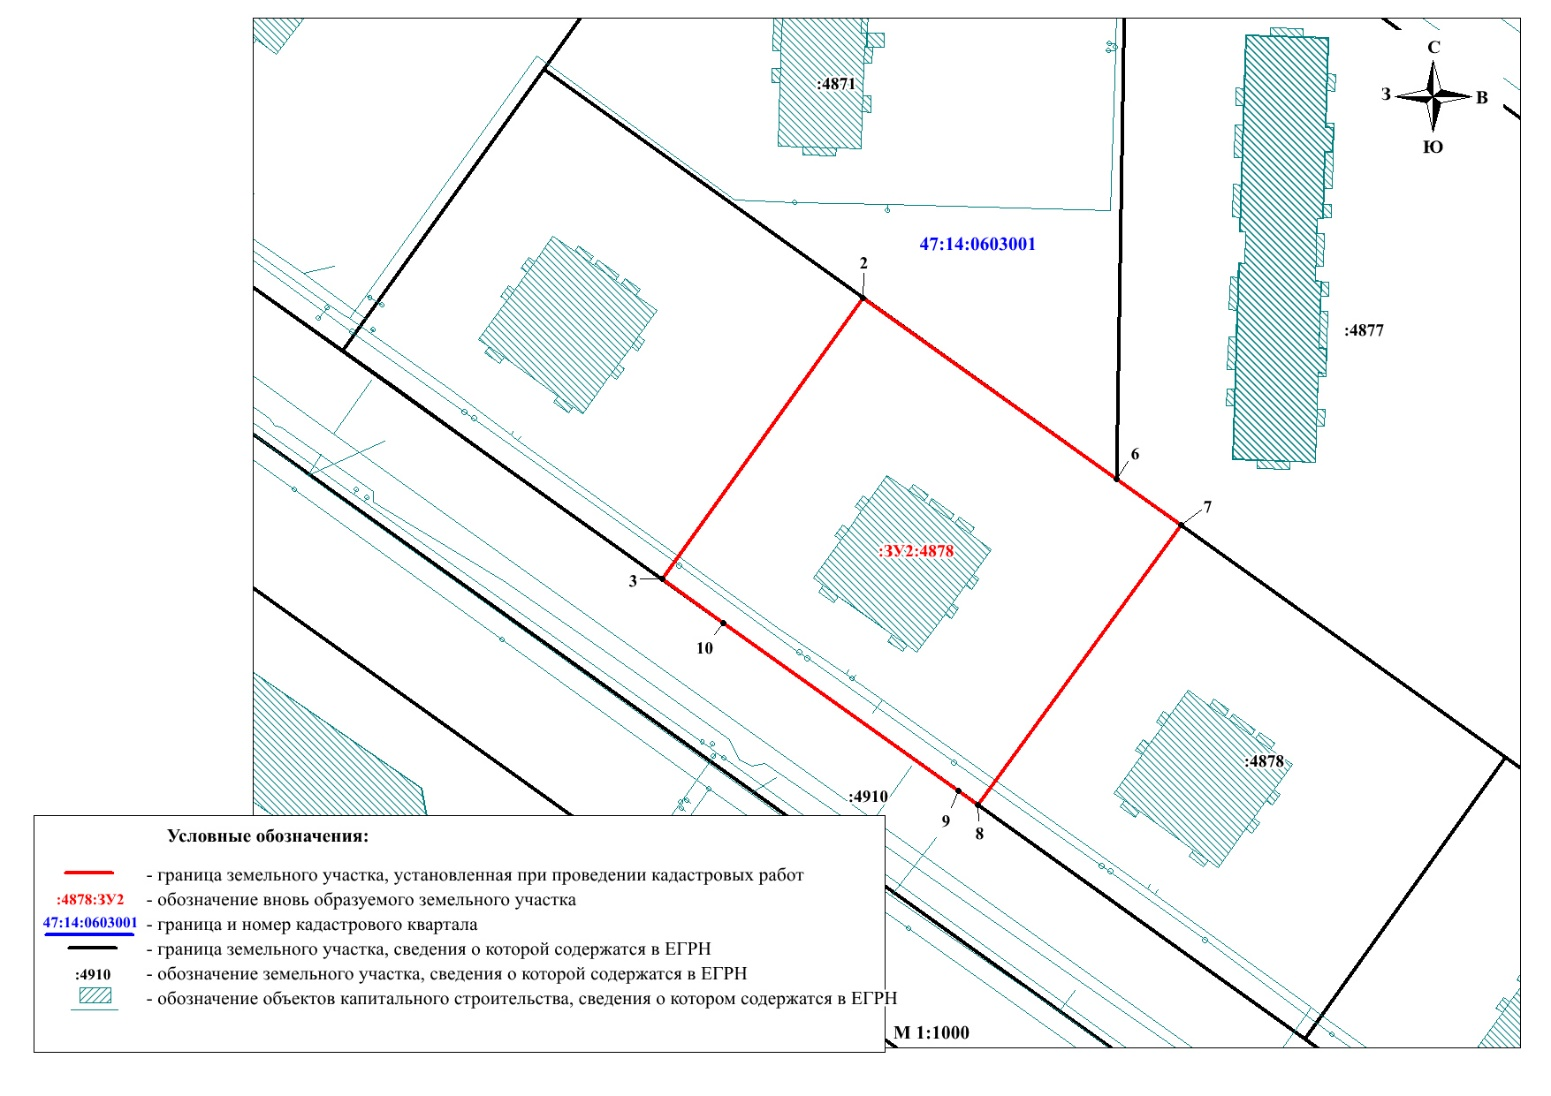 С
:4871
З
В
Ю
47:14:0603001
2
:4877
6
7
:ЗУ2:4878
3
10
:4878
:4910
9
8
Условные обозначения:
- граница земельного участка, установленная при проведении кадастровых работ
:4878:ЗУ2 - обозначение вновь образуемого земельного участка
47:14:0603001 - граница и номер кадастрового квартала
- граница земельного участка, сведения о которой содержатся в ЕГРН
:4910 - обозначение земельного участка, сведения о которой содержатся в ЕГРН
- обозначение объектов капитального строительства, сведения о котором содержатся в ЕГРН
М 1:1000